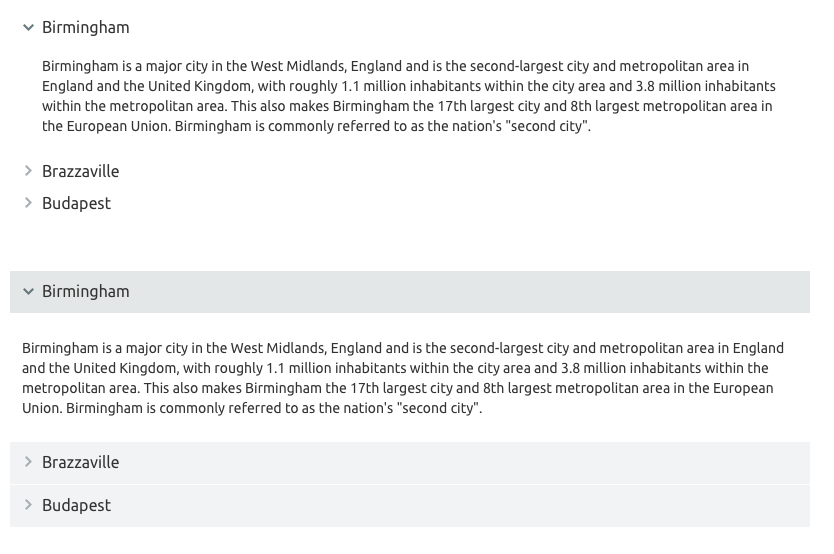 Birmingham
Birmingham is a major city in the West Midlands, England and is the second-largest city and metropolitan area in
England and the United Kingdom, with roughly 1.1 million inhabitants within the city area and 3.8 million inhabitants
within the metropolitan area. This also makes Birmingham the 17th largest city and 8th largest metropolitan area in
the European Union. Birmingham is commonly referred to as the nation's "second city".
Brazzaville
Budapest
Birmingham
Birmingham is a major city in the West Midlands, England and is the second-largest city and metropolitan area in England
and the United Kingdom, with roughly 1.1 million inhabitants within the city area and 3.8 million inhabitants within the
metropolitan area. This also makes Birmingham the 17th largest city and 8th largest metropolitan area in the European
Union. Birmingham is commonly referred to as the nation's "second city".
Brazzaville
Budapest